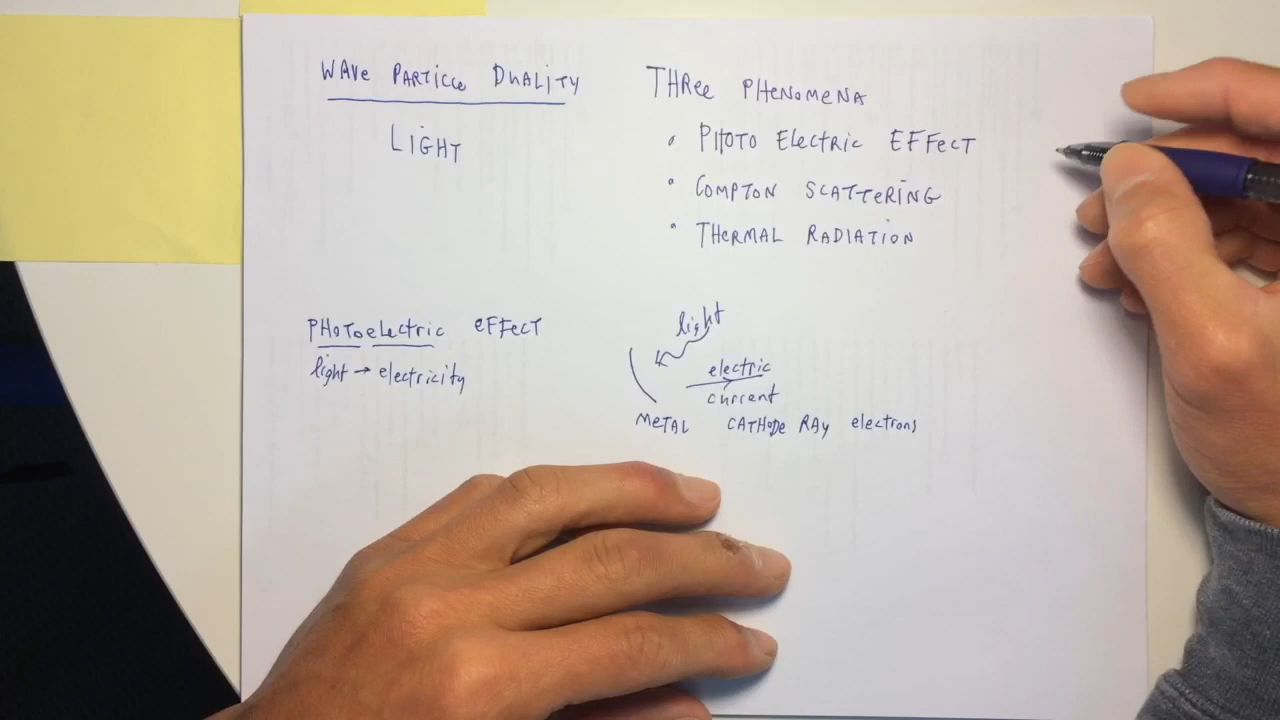 WAVE PARTICLE DUALITY
LIGHT
THREE PHENOMENA
• PHOTO ELECTRIC EFFECT
• COMPTON SCATTERING
• THERMAL RADIATION
PHOTOELECTRIC EFFECT
light → electricity
light
electric
current
METAL CATHODE RAY electrons